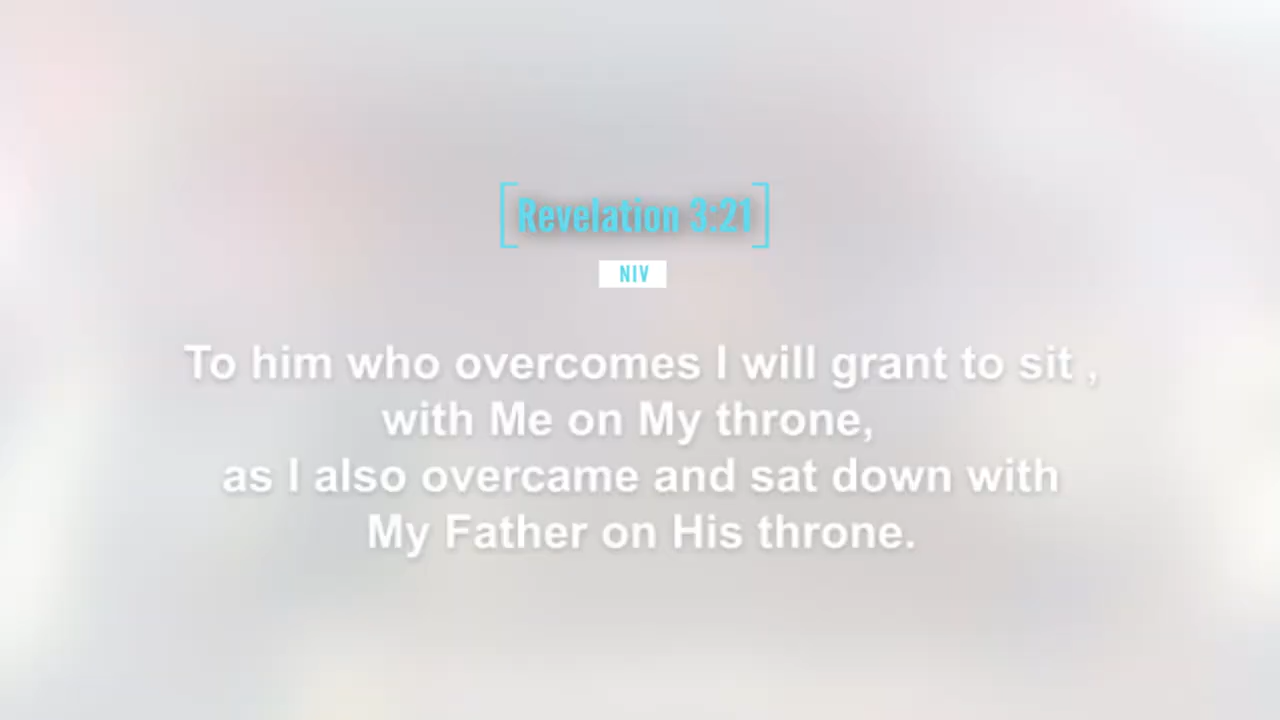 [Revelation 3:21]
NIV
To him who overcomes I will grant to sit ,
with Me on My throne,
as I also overcame and sat down with
My Father on His throne.